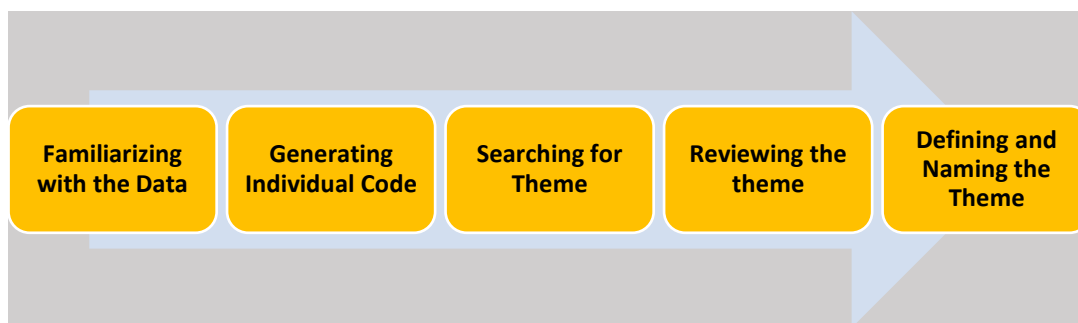 Familiarizing
with the Data
Generating
Individual Code
Searching for
Theme
Reviewing the
theme
Defining and
Naming the
Theme